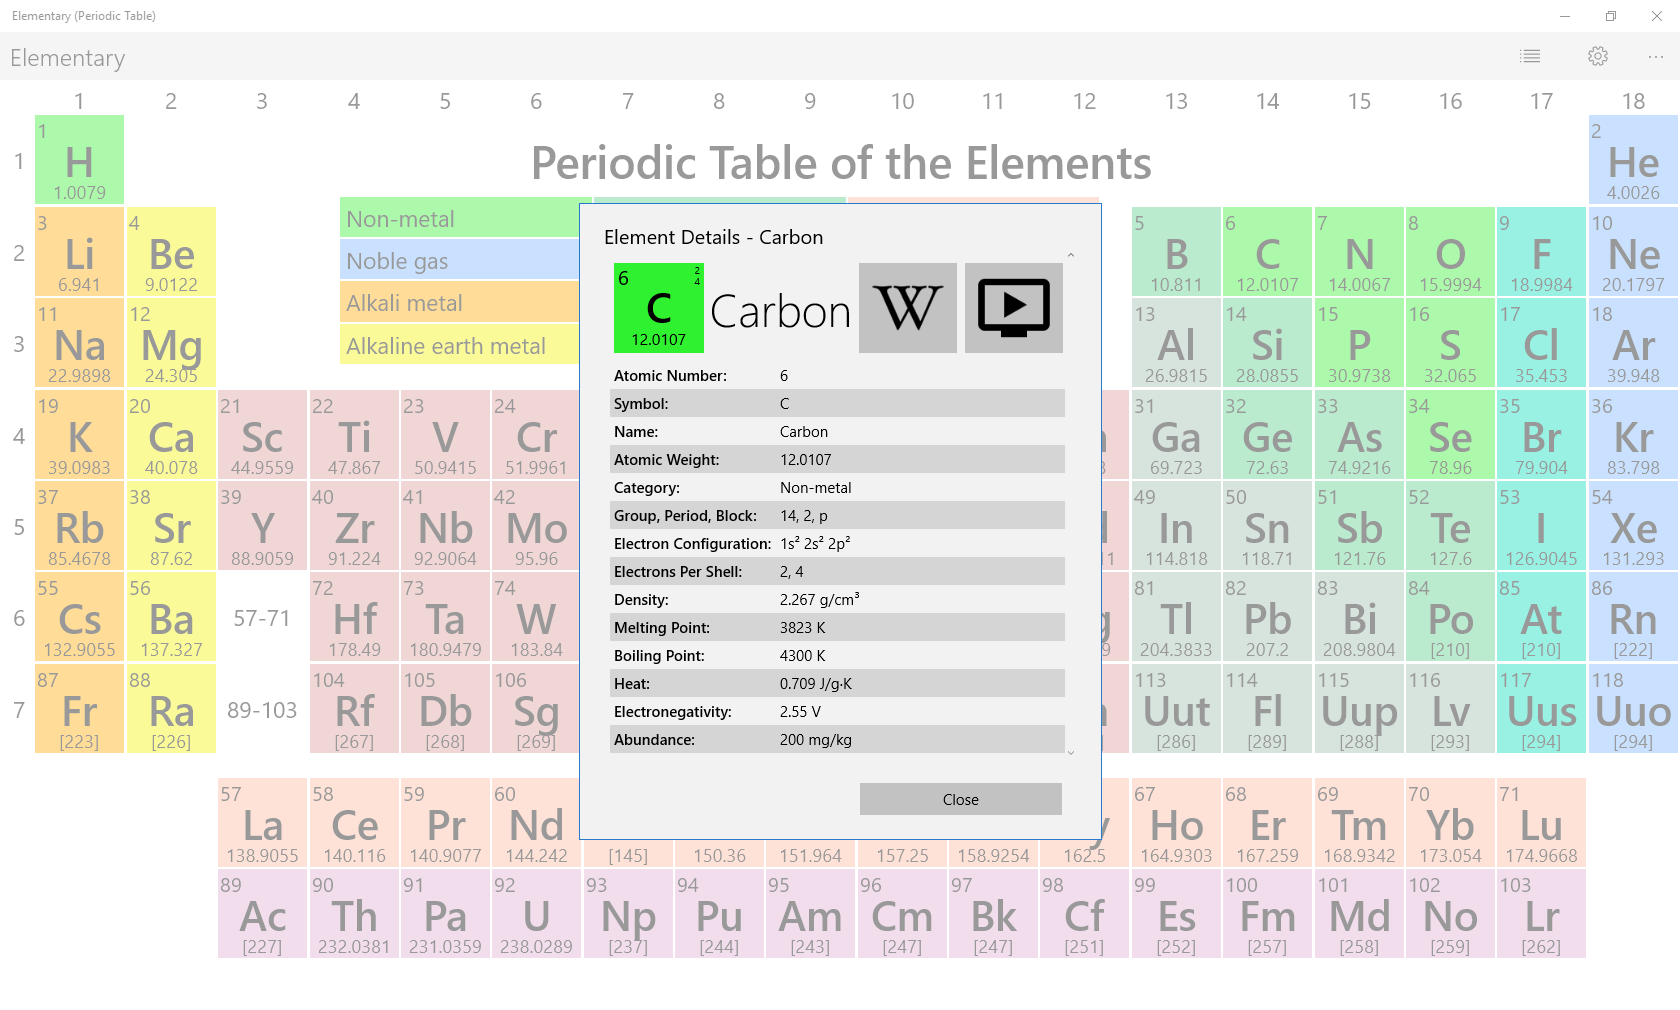 Elementary (Periodic Table)
Elementary
1 2 3 4 5 6 7 8 9 10 11 12 13 14 15 16 17 18
Periodic Table of the Elements
1
1 H 1.0079
2 He 4.0026
Non-metal
Noble gas
Alkali metal
Alkaline earth metal
2
3 Li 6.941
4 Be 9.0122
5 B 10.811
6 C 12.0107
7 N 14.0067
8 O 15.9994
9 F 18.9984
10 Ne 20.1797
3
11 Na 22.9898
12 Mg 24.305
13 Al 26.9815
14 Si 28.0855
15 P 30.9738
16 S 32.065
17 Cl 35.453
18 Ar 39.948
4
19 K 39.0983
20 Ca 40.078
21 Sc 44.9559
22 Ti 47.867
23 V 50.9415
24 Cr 51.9961
31 Ga 69.723
32 Ge 72.63
33 As 74.9216
34 Se 78.96
35 Br 79.904
36 Kr 83.798
5
37 Rb 85.4678
38 Sr 87.62
39 Y 88.9059
40 Zr 91.224
41 Nb 92.9064
42 Mo 95.96
49 In 114.818
50 Sn 118.71
51 Sb 121.76
52 Te 127.6
53 I 126.9045
54 Xe 131.293
6
55 Cs 132.9055
56 Ba 137.327
57-71
72 Hf 178.49
73 Ta 180.9479
74 W 183.84
81 Tl 204.3833
82 Pb 207.2
83 Bi 208.9804
84 Po [210]
85 At [210]
86 Rn [222]
7
87 Fr [223]
88 Ra [226]
89-103
104 Rf [267]
105 Db [268]
106 Sg [269]
113 Uut [286]
114 Fl [289]
115 Uup [288]
116 Lv [293]
117 Uus [294]
118 Uuo [294]
57 La 138.9055
58 Ce 140.116
59 Pr 140.9077
60 Nd 144.242
[145]
150.36
151.964
157.25
158.9254
162.5
67 Ho 164.9303
68 Er 167.259
69 Tm 168.9342
70 Yb 173.054
71 Lu 174.9668
89 Ac [227]
90 Th 232.0381
91 Pa 231.0359
92 U 238.0289
93 Np [237]
94 Pu [244]
95 Am [243]
96 Cm [247]
97 Bk [247]
98 Cf [251]
99 Es [252]
100 Fm [257]
101 Md [258]
102 No [259]
103 Lr [262]
Element Details - Carbon
6 2 4 C 12.0107
Carbon
W
Atomic Number: 6
Symbol: C
Name: Carbon
Atomic Weight: 12.0107
Category: Non-metal
Group, Period, Block: 14, 2, p
Electron Configuration: 1s² 2s² 2p²
Electrons Per Shell: 2, 4
Density: 2.267 g/cm³
Melting Point: 3823 K
Boiling Point: 4300 K
Heat: 0.709 J/g·K
Electronegativity: 2.55 V
Abundance: 200 mg/kg
Close